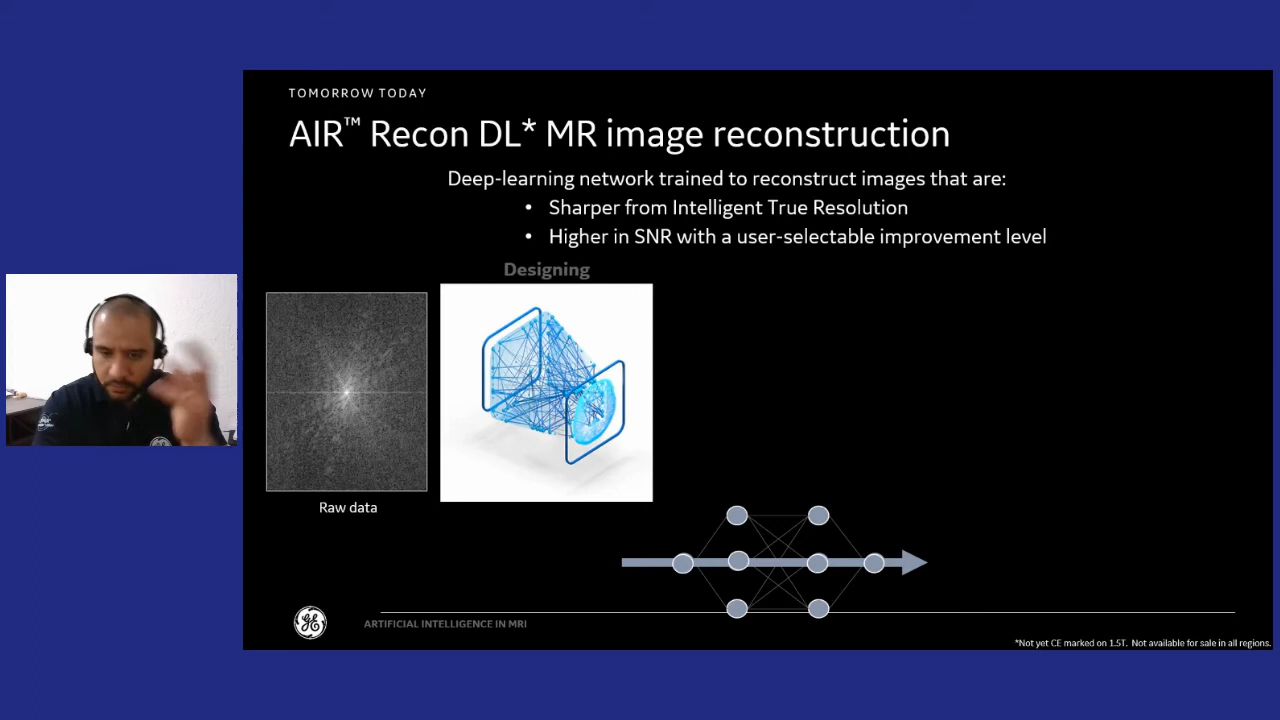 TOMORROW TODAY
AIR™ Recon DL* MR image reconstruction
Deep-learning network trained to reconstruct images that are:
• Sharper from Intelligent True Resolution
• Higher in SNR with a user-selectable improvement level
Designing
Raw data
ARTIFICIAL INTELLIGENCE IN MRI
*Not yet CE marked on 1.5T. Not available for sale in all regions.